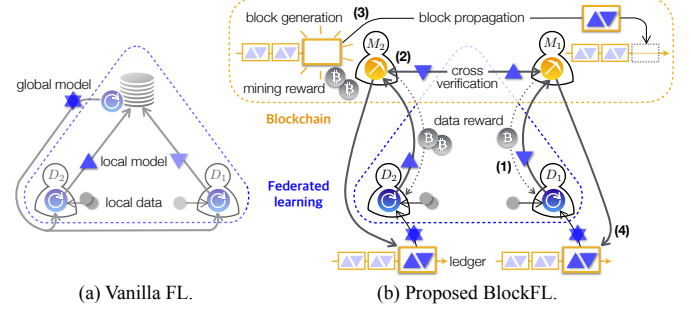 global model
local model
D2
D1
local data
(a) Vanilla FL.
block generation
(3)
block propagation
M2
(2)
M1
cross
verification
mining reward
Blockchain
data reward
(1)
Federated
learning
D2
D1
(4)
ledger
(b) Proposed BlockFL.